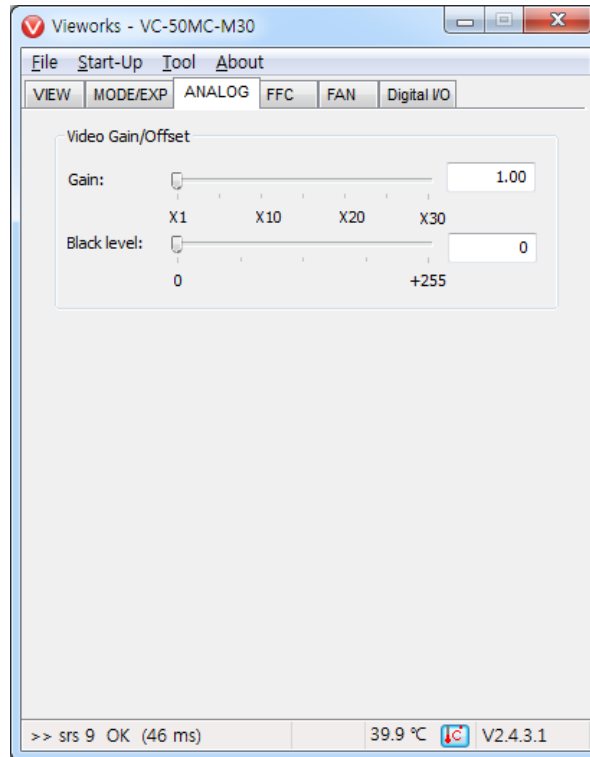 Vieworks - VC-50MC-M30
File Start-Up Tool About
VIEW MODE/EXP ANALOG FFC FAN Digital I/O
Video Gain/Offset
Gain: 1.00
X1 X10 X20 X30
Black level: 0
0 +255
>> srs 9 OK (46 ms) 39.9 ℃ C V2.4.3.1